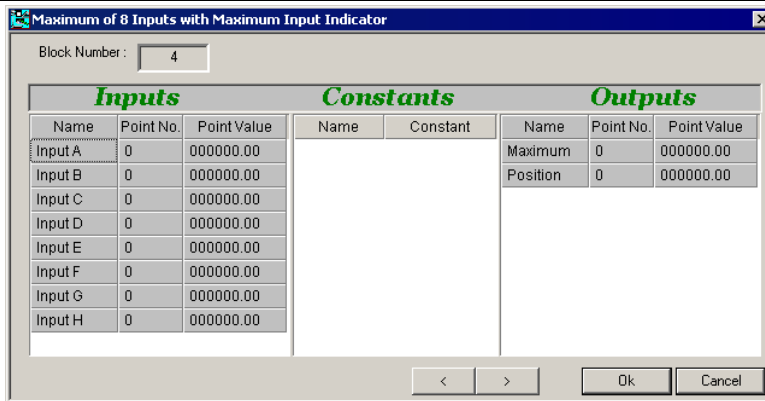 Maximum of 8 Inputs with Maximum Input Indicator
Block Number : 4
Inputs Constants Outputs
Name Point No. Point Value Name Constant Name Point No. Point Value
Input A 0 000000.00 Maximum 0 000000.00
Input B 0 000000.00 Position 0 000000.00
Input C 0 000000.00
Input D 0 000000.00
Input E 0 000000.00
Input F 0 000000.00
Input G 0 000000.00
Input H 0 000000.00
< > Ok Cancel